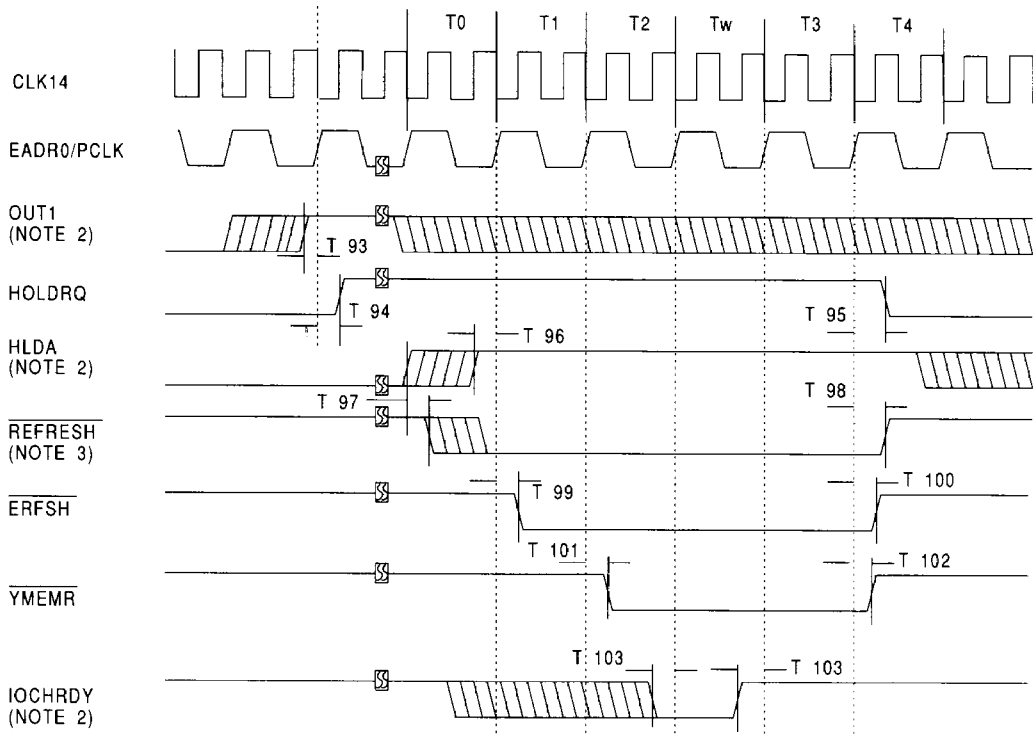 T0 T1 T2 Tw T3 T4
CLK14
EADR0/PCLK
OUT1
(NOTE 2)
T 93
HOLDRQ
T 94
T 95
HLDA
(NOTE 2)
T 96
T 97
T 98
REFRESH
(NOTE 3)
T 99
T 100
ERFSH
T 101
T 102
YMEMR
T 103
T 103
IOCHRDY
(NOTE 2)